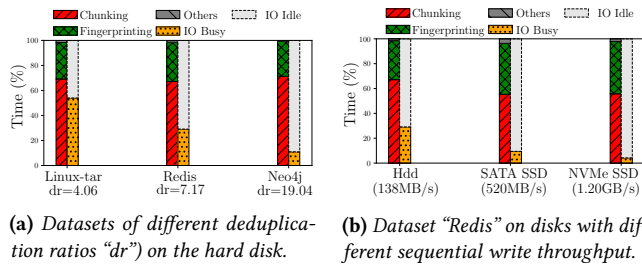 Chunking Others IO Idle
Fingerprinting IO Busy
Time (%)
100
80
60
40
20
0
Linux-tar Redis Neo4j
dr=4.06 dr=7.17 dr=19.04
(a) Datasets of different deduplica-
tion ratios “dr”) on the hard disk.
Chunking Others IO Idle
Fingerprinting IO Busy
Time (%)
100
80
60
40
20
0
Hdd SATA SSD NVMe SSD
(138MB/s) (520MB/s) (1.20GB/s)
(b) Dataset “Redis” on disks with dif-
ferent sequential write throughput.